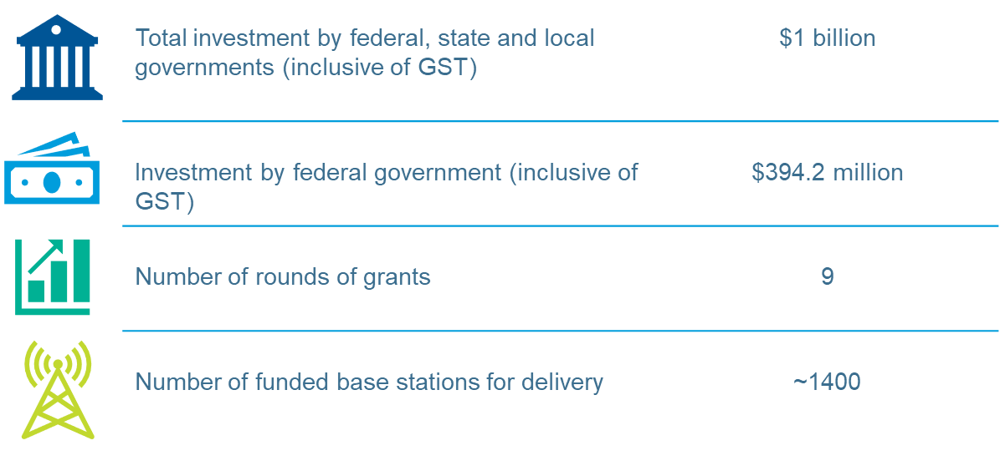 Total investment by federal, state and local
$1 billion
governments (inclusive of GST)
Investment by federal government (inclusive of
$394.2 million
GST)
Number of rounds of grants
9
Number of funded base stations for delivery
~1400